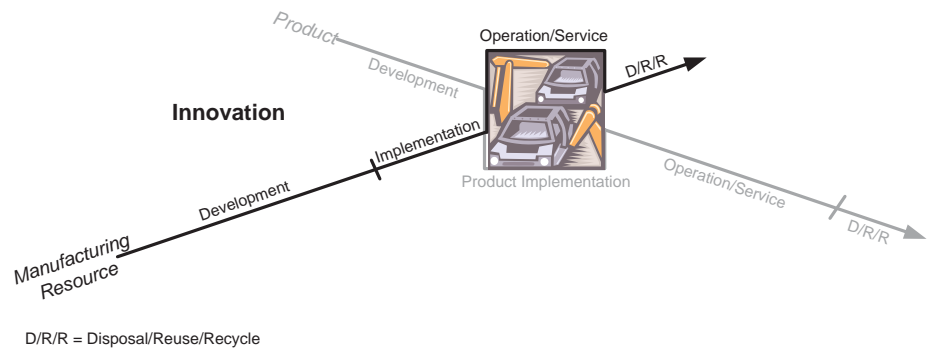 Product
Operation/Service
Development
D/R/R
Innovation
Implementation
Product Implementation
Operation/Service
Development
D/R/R
Manufacturing
Resource
D/R/R = Disposal/Reuse/Recycle